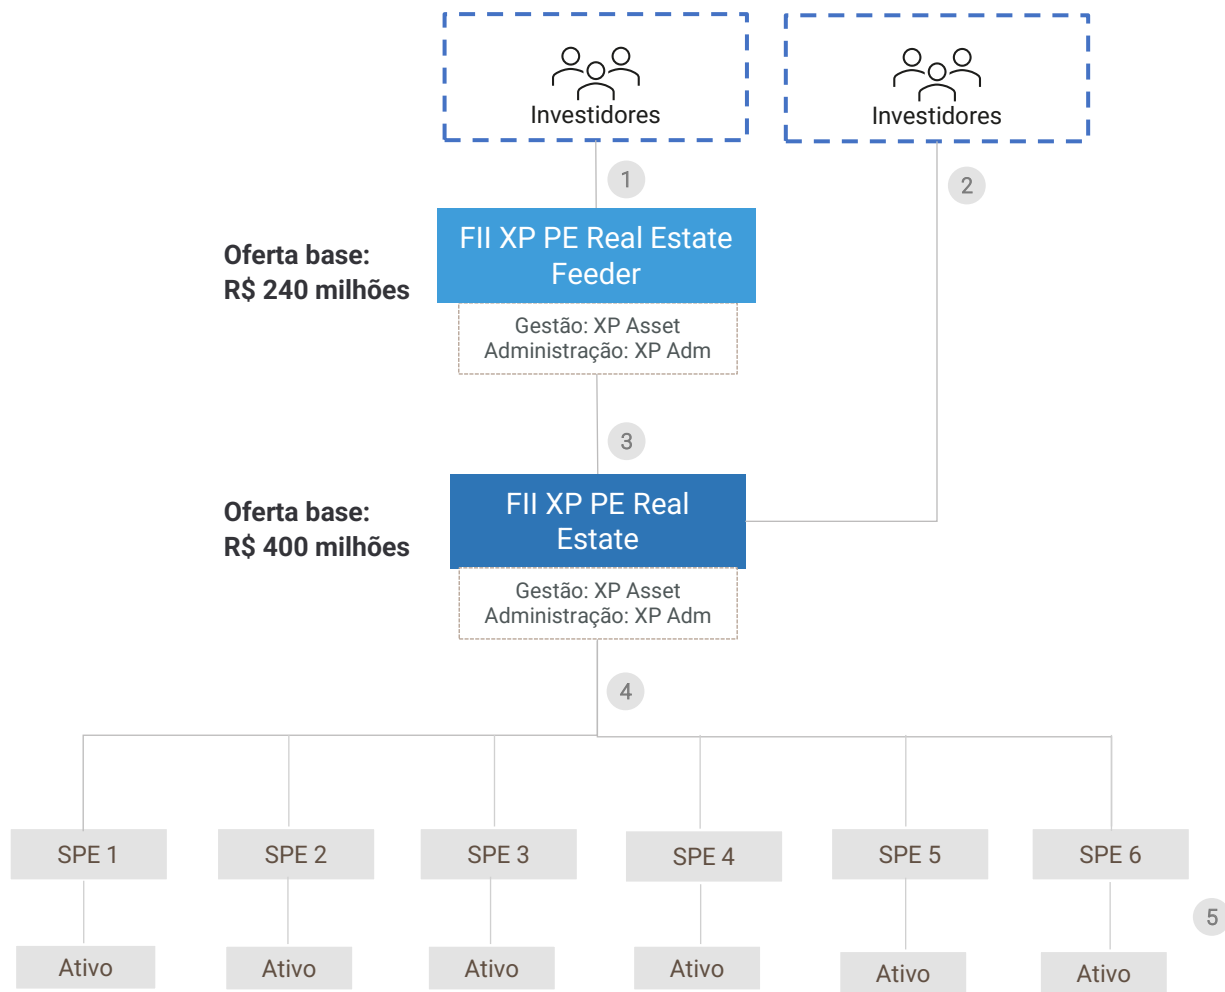 Investidores
Investidores
1
2
FII XP PE Real Estate
Feeder
Oferta base:
R$ 240 milhões
Gestão: XP Asset
Administração: XP Adm
3
FII XP PE Real
Estate
Oferta base:
R$ 400 milhões
Gestão: XP Asset
Administração: XP Adm
4
SPE 1
SPE 2
SPE 3
SPE 4
SPE 5
SPE 6
5
Ativo
Ativo
Ativo
Ativo
Ativo
Ativo